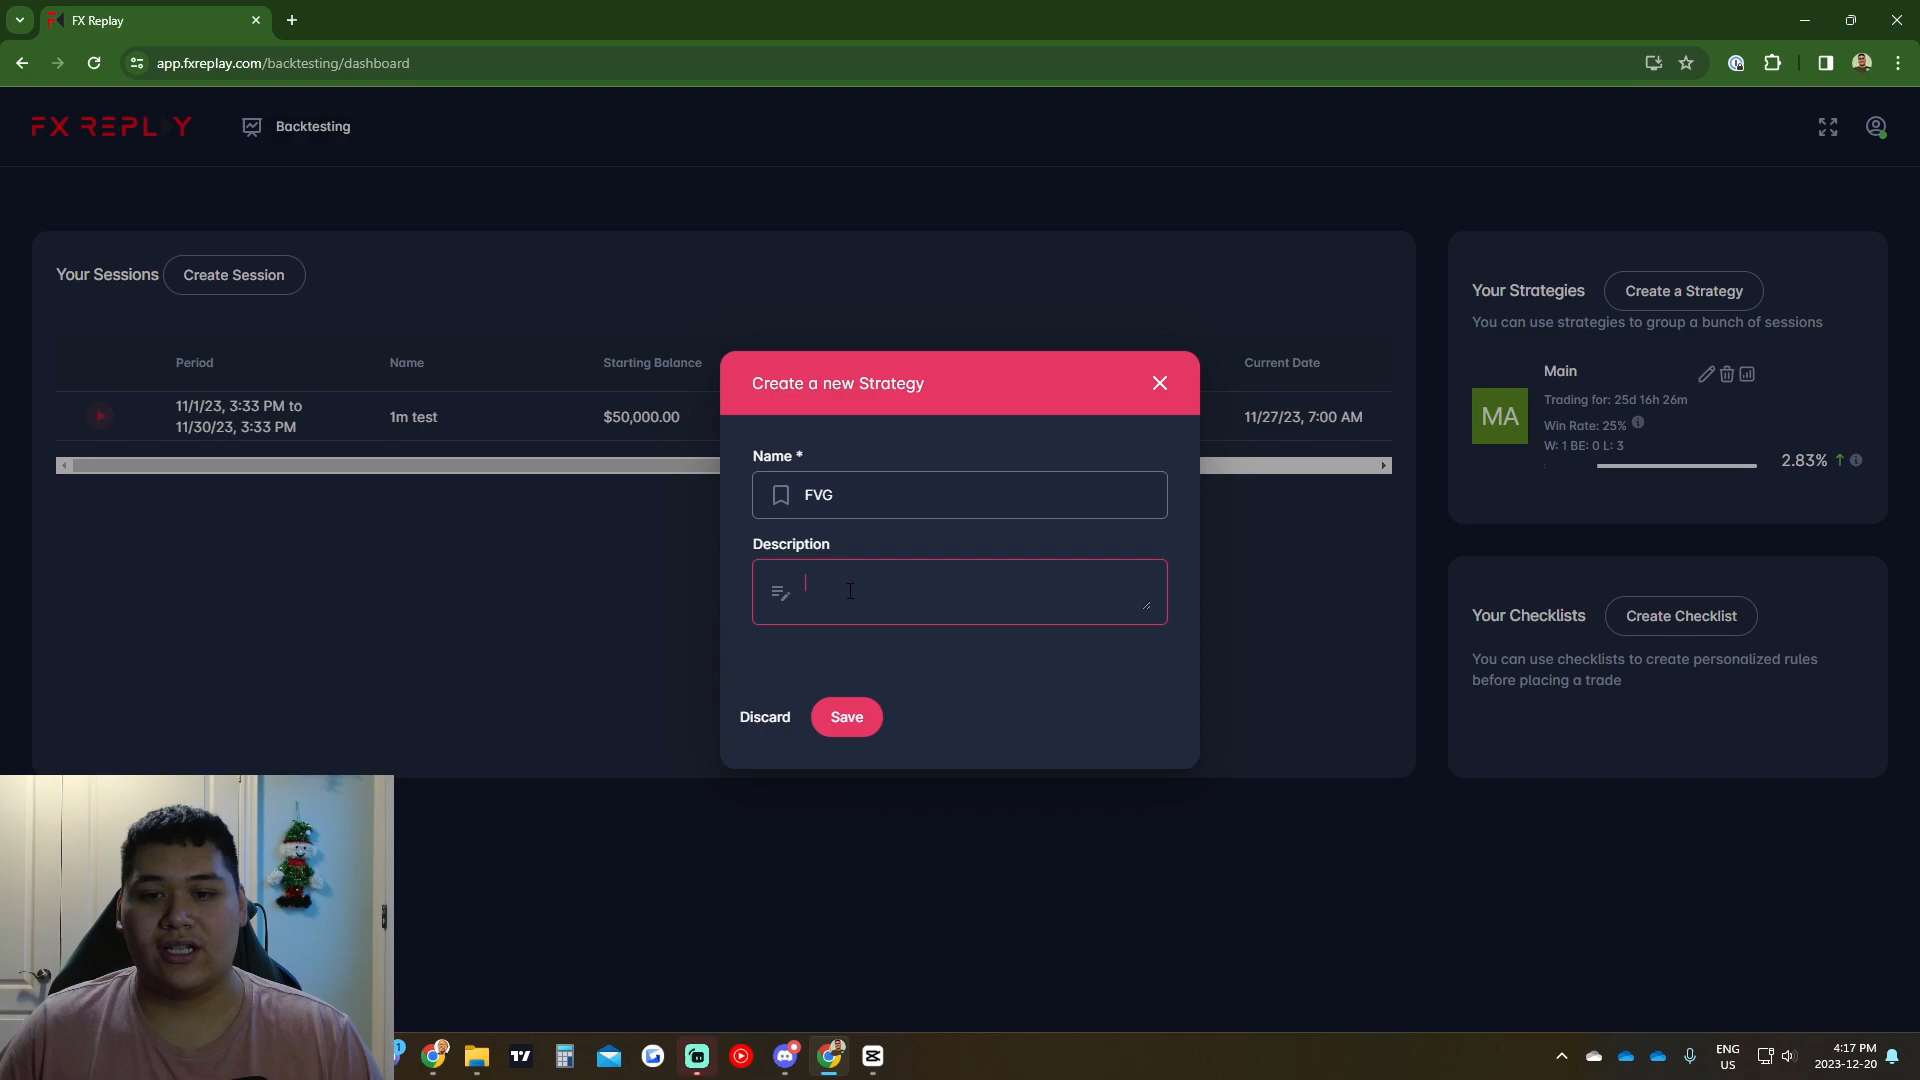 FX Replay
app.fxreplay.com/backtesting/dashboard
FX REPLAY
Backtesting
Your Sessions
Create Session
Period
Name
Starting Balance
Current Date
11/1/23, 3:33 PM to
11/30/23, 3:33 PM
1m test
$50,000.00
11/27/23, 7:00 AM
Create a new Strategy
Name *
FVG
Description
Discard
Save
Your Strategies
Create a Strategy
You can use strategies to group a bunch of sessions
MA
Main
Trading for: 25d 16h 26m
Win Rate: 25%
W: 1 BE: 0 L: 3
2.83%
Your Checklists
Create Checklist
You can use checklists to create personalized rules
before placing a trade
1
ENG
US
4:17 PM
2023-12-20